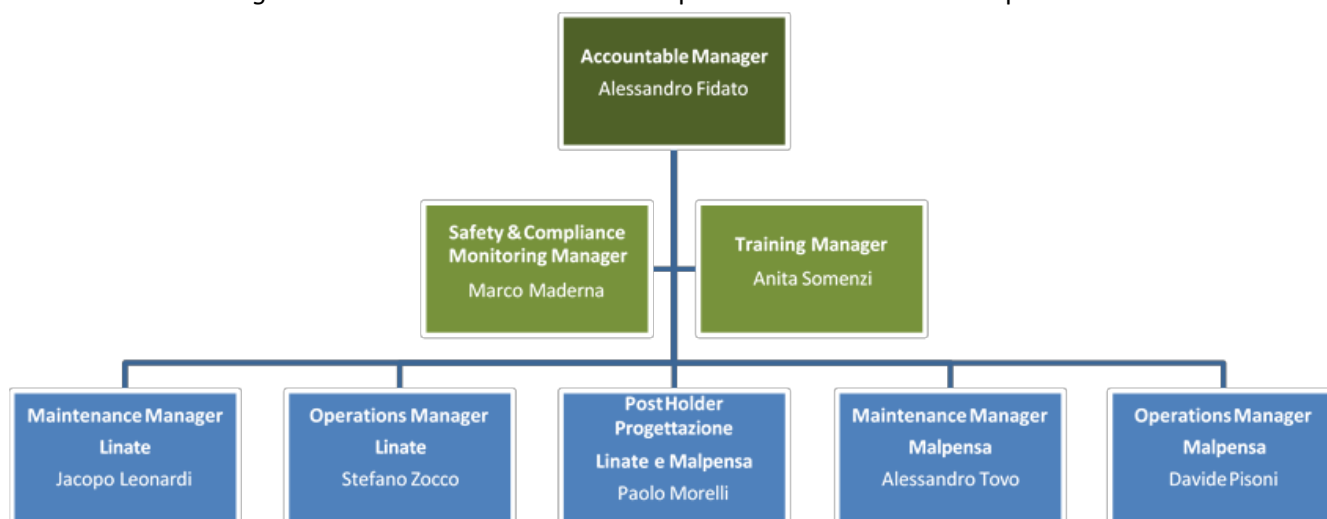 Accountable Manager
Alessandro Fidato
Safety & Compliance
Monitoring Manager
Marco Maderna
Training Manager
Anita Somenzi
Maintenance Manager
Linate
Jacopo Leonardi
Operations Manager
Linate
Stefano Zocco
Post Holder
Progettazione
Linate e Malpensa
Paolo Morelli
Maintenance Manager
Malpensa
Alessandro Tovo
Operations Manager
Malpensa
Davide Pisoni